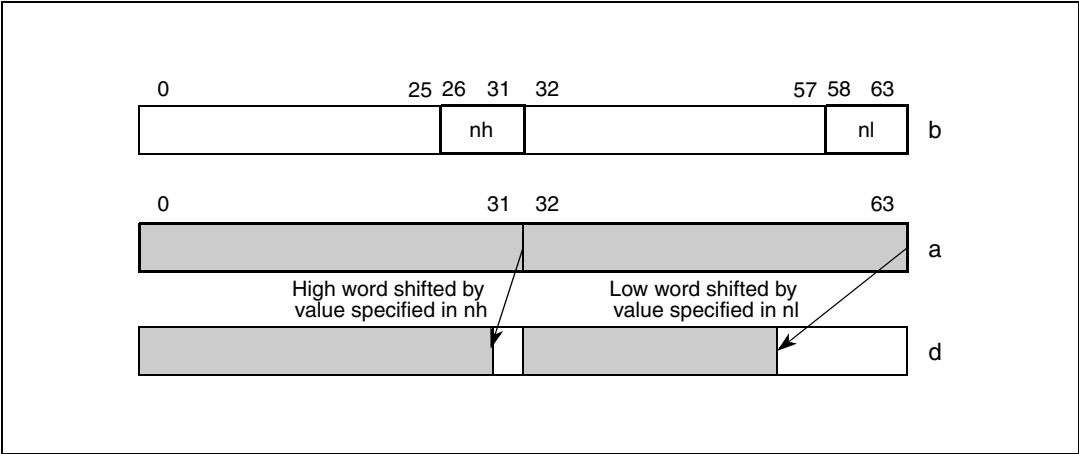 0 25 26 31 32 57 58 63
nh nl b
0 31 32 63
a
High word shifted by Low word shifted by
value specified in nh value specified in nl
d